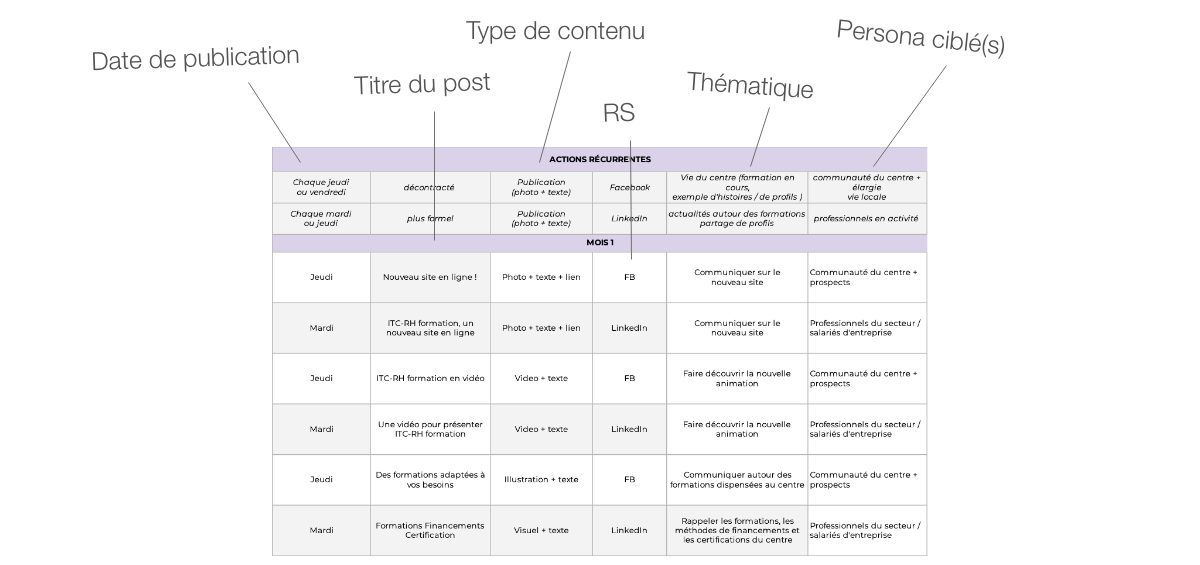 Date de publication
Titre du post
Type de contenu
RS
Thématique
Persona ciblé(s)
ACTIONS RÉCURRENTES
Chaque jeudi
ou vendredi
décontracté
Publication
(photo + texte)
Facebook
Vie du centre (formation en
cours,
exemple d'histoires / de profils )
communauté du centre +
élargie
vie locale
Chaque mardi
ou jeudi
plus formel
Publication
(photo + texte)
LinkedIn
actualités autour des formations
partage de profils
professionnels en activité
MOIS 1
Jeudi
Nouveau site en ligne !
Photo + texte + lien
FB
Communiquer sur le
nouveau site
Communauté du centre +
prospects
Mardi
ITC-RH formation, un
nouveau site en ligne
Photo + texte + lien
LinkedIn
Communiquer sur le
nouveau site
Professionnels du secteur /
salariés d'entreprise
Jeudi
ITC-RH formation en vidéo
Video + texte
FB
Faire découvrir la nouvelle
animation
Communauté du centre +
prospects
Mardi
Une vidéo pour présenter
ITC-RH formation
Video + texte
LinkedIn
Faire découvrir la nouvelle
animation
Professionnels du secteur /
salariés d'entreprise
Jeudi
Des formations adaptées à
vos besoins
Illustration + texte
FB
Communiquer autour des
formations dispensées au centre
Communauté du centre +
prospects
Mardi
Formations Financements
Certification
Visuel + texte
LinkedIn
Rappeler les formations, les
méthodes de financements et
les certifications du centre
Professionnels du secteur /
salariés d'entreprise